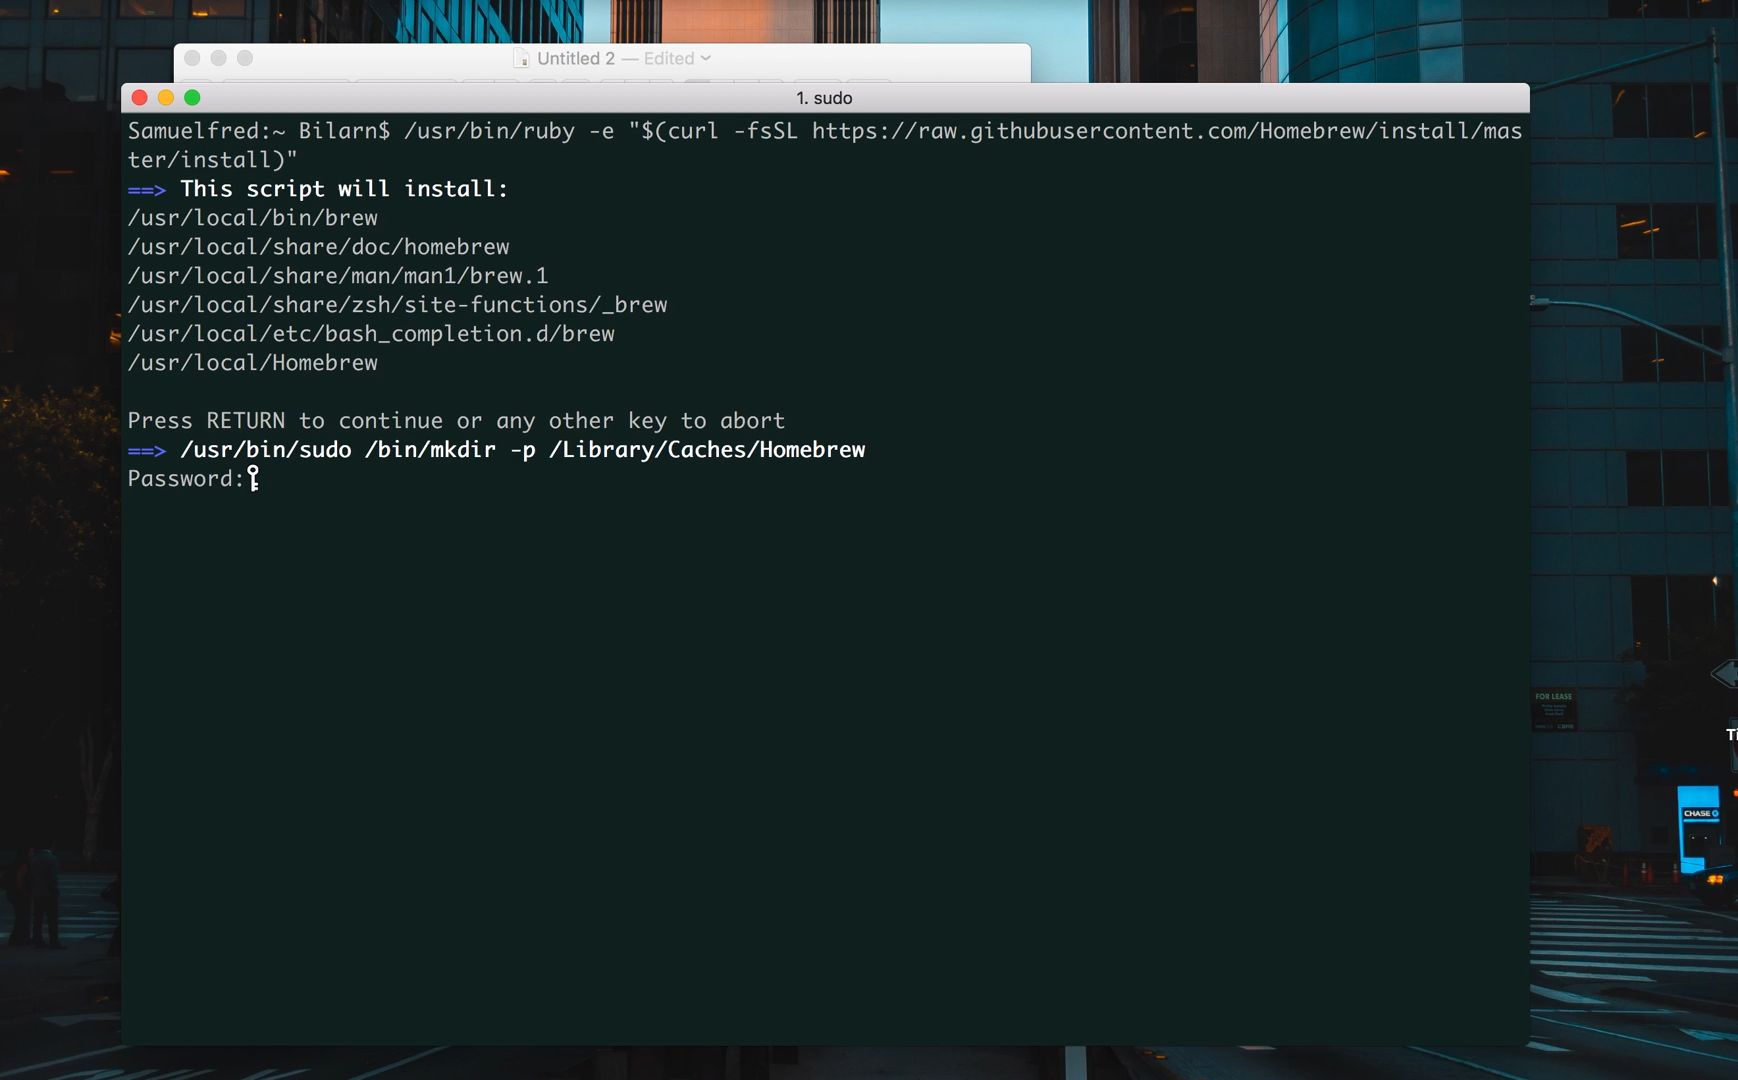 Untitled 2 — Edited
1. sudo
Samuelfred:~ Bilarn$ /usr/bin/ruby -e "$(curl -fsSL https://raw.githubusercontent.com/Homebrew/install/mas
ter/install)"
==> This script will install:
/usr/local/bin/brew
/usr/local/share/doc/homebrew
/usr/local/share/man/man1/brew.1
/usr/local/share/zsh/site-functions/_brew
/usr/local/etc/bash_completion.d/brew
/usr/local/Homebrew
Press RETURN to continue or any other key to abort
==> /usr/bin/sudo /bin/mkdir -p /Library/Caches/Homebrew
Password:
FOR LEASE
Ti
CHASE